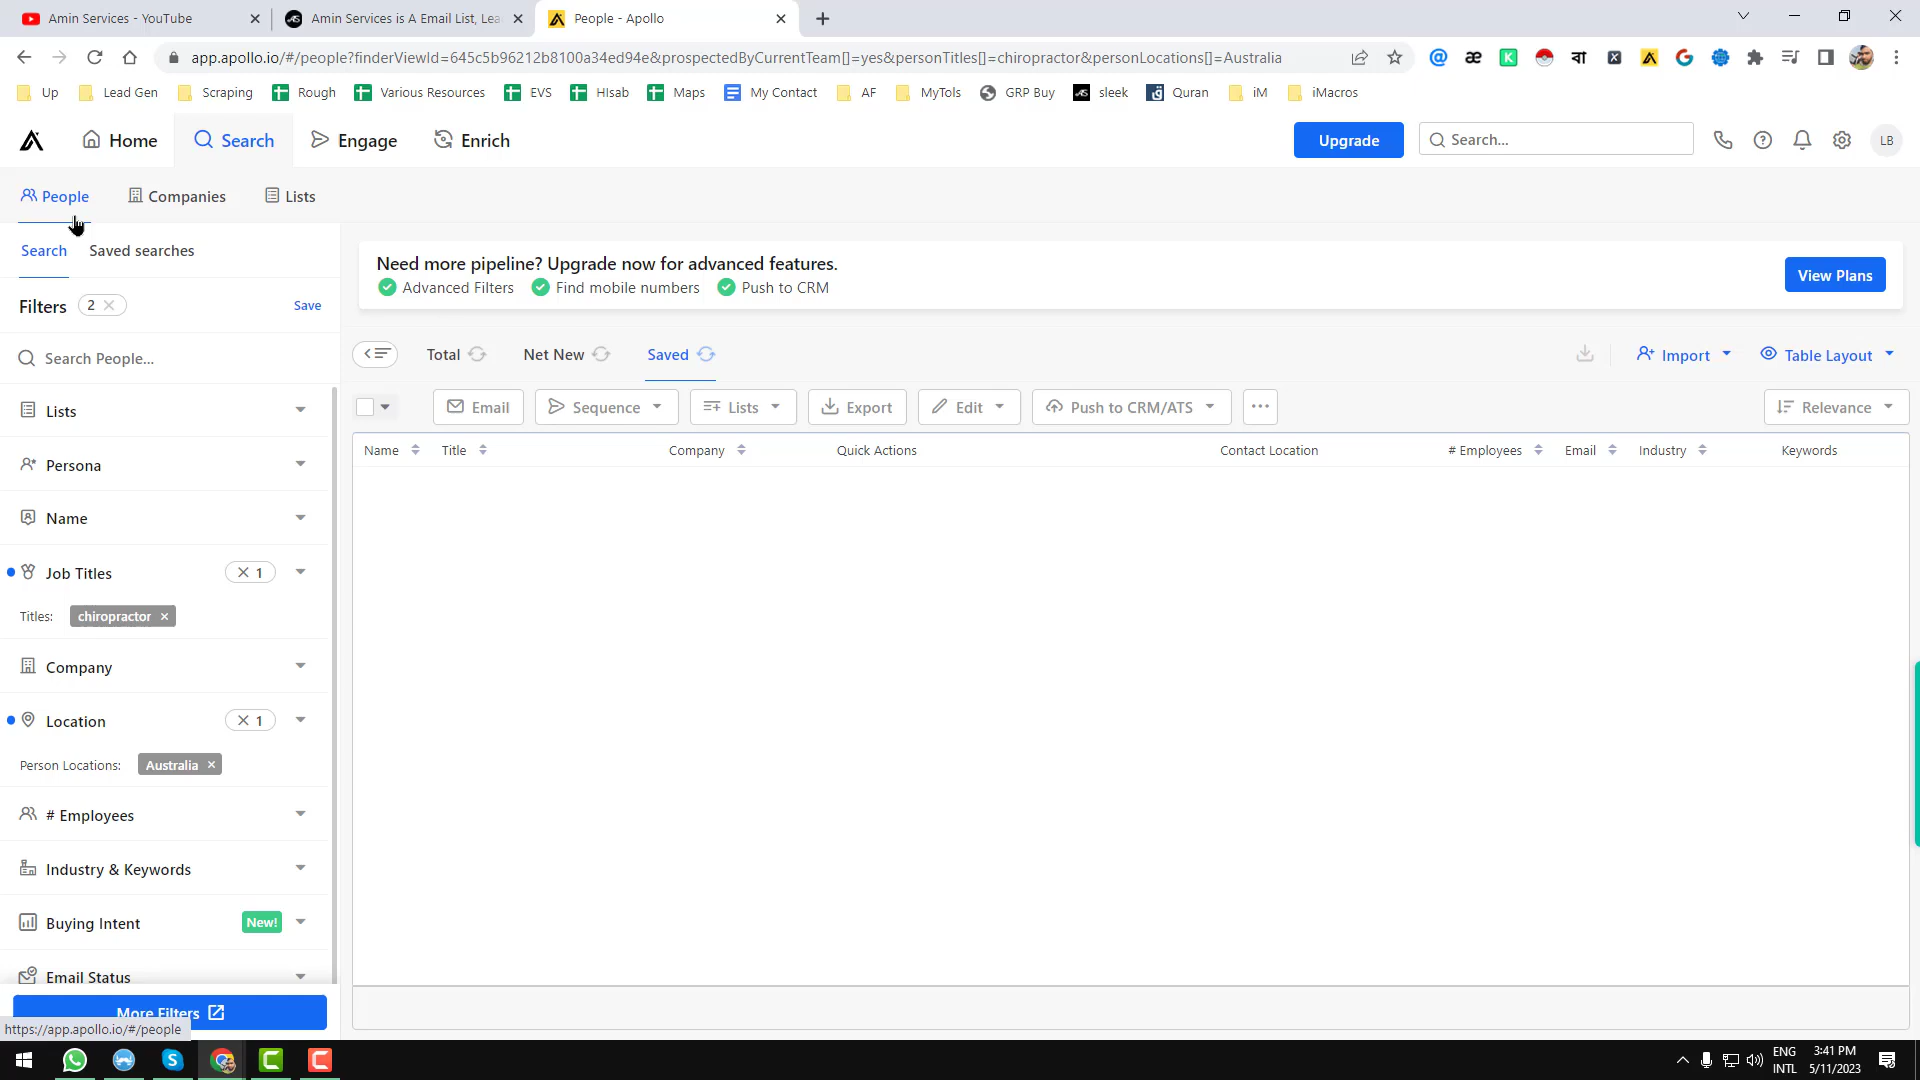 Amin Services - YouTube
Amin Services is A Email List, Lea
People - Apollo
app.apollo.io/#/people?finderViewId=645c5b96212b8100a34ed94e&prospectedByCurrentTeam[]=yes&personTitles[]=chiropractor&personLocations[]=Australia
Up
Lead Gen
Scraping
Rough
Various Resources
EVS
HIsab
Maps
My Contact
AF
MyTols
GRP Buy
sleek
Quran
iM
iMacros
Home
Search
Engage
Enrich
Upgrade
Search...
LB
People
Companies
Lists
Search
Saved searches
Need more pipeline? Upgrade now for advanced features.
Advanced Filters
Find mobile numbers
Push to CRM
View Plans
Filters
2
Save
Search People...
Total
Net New
Saved
Import
Table Layout
Email
Sequence
Lists
Export
Edit
Push to CRM/ATS
Relevance
Name
Title
Company
Quick Actions
Contact Location
# Employees
Email
Industry
Keywords
Lists
Persona
Name
Job Titles
1
Titles:
chiropractor
Company
Location
1
Person Locations:
Australia
# Employees
Industry & Keywords
Buying Intent
New!
Email Status
More Filters
https://app.apollo.io/#/people
ENG
INTL
3:41 PM
5/11/2023